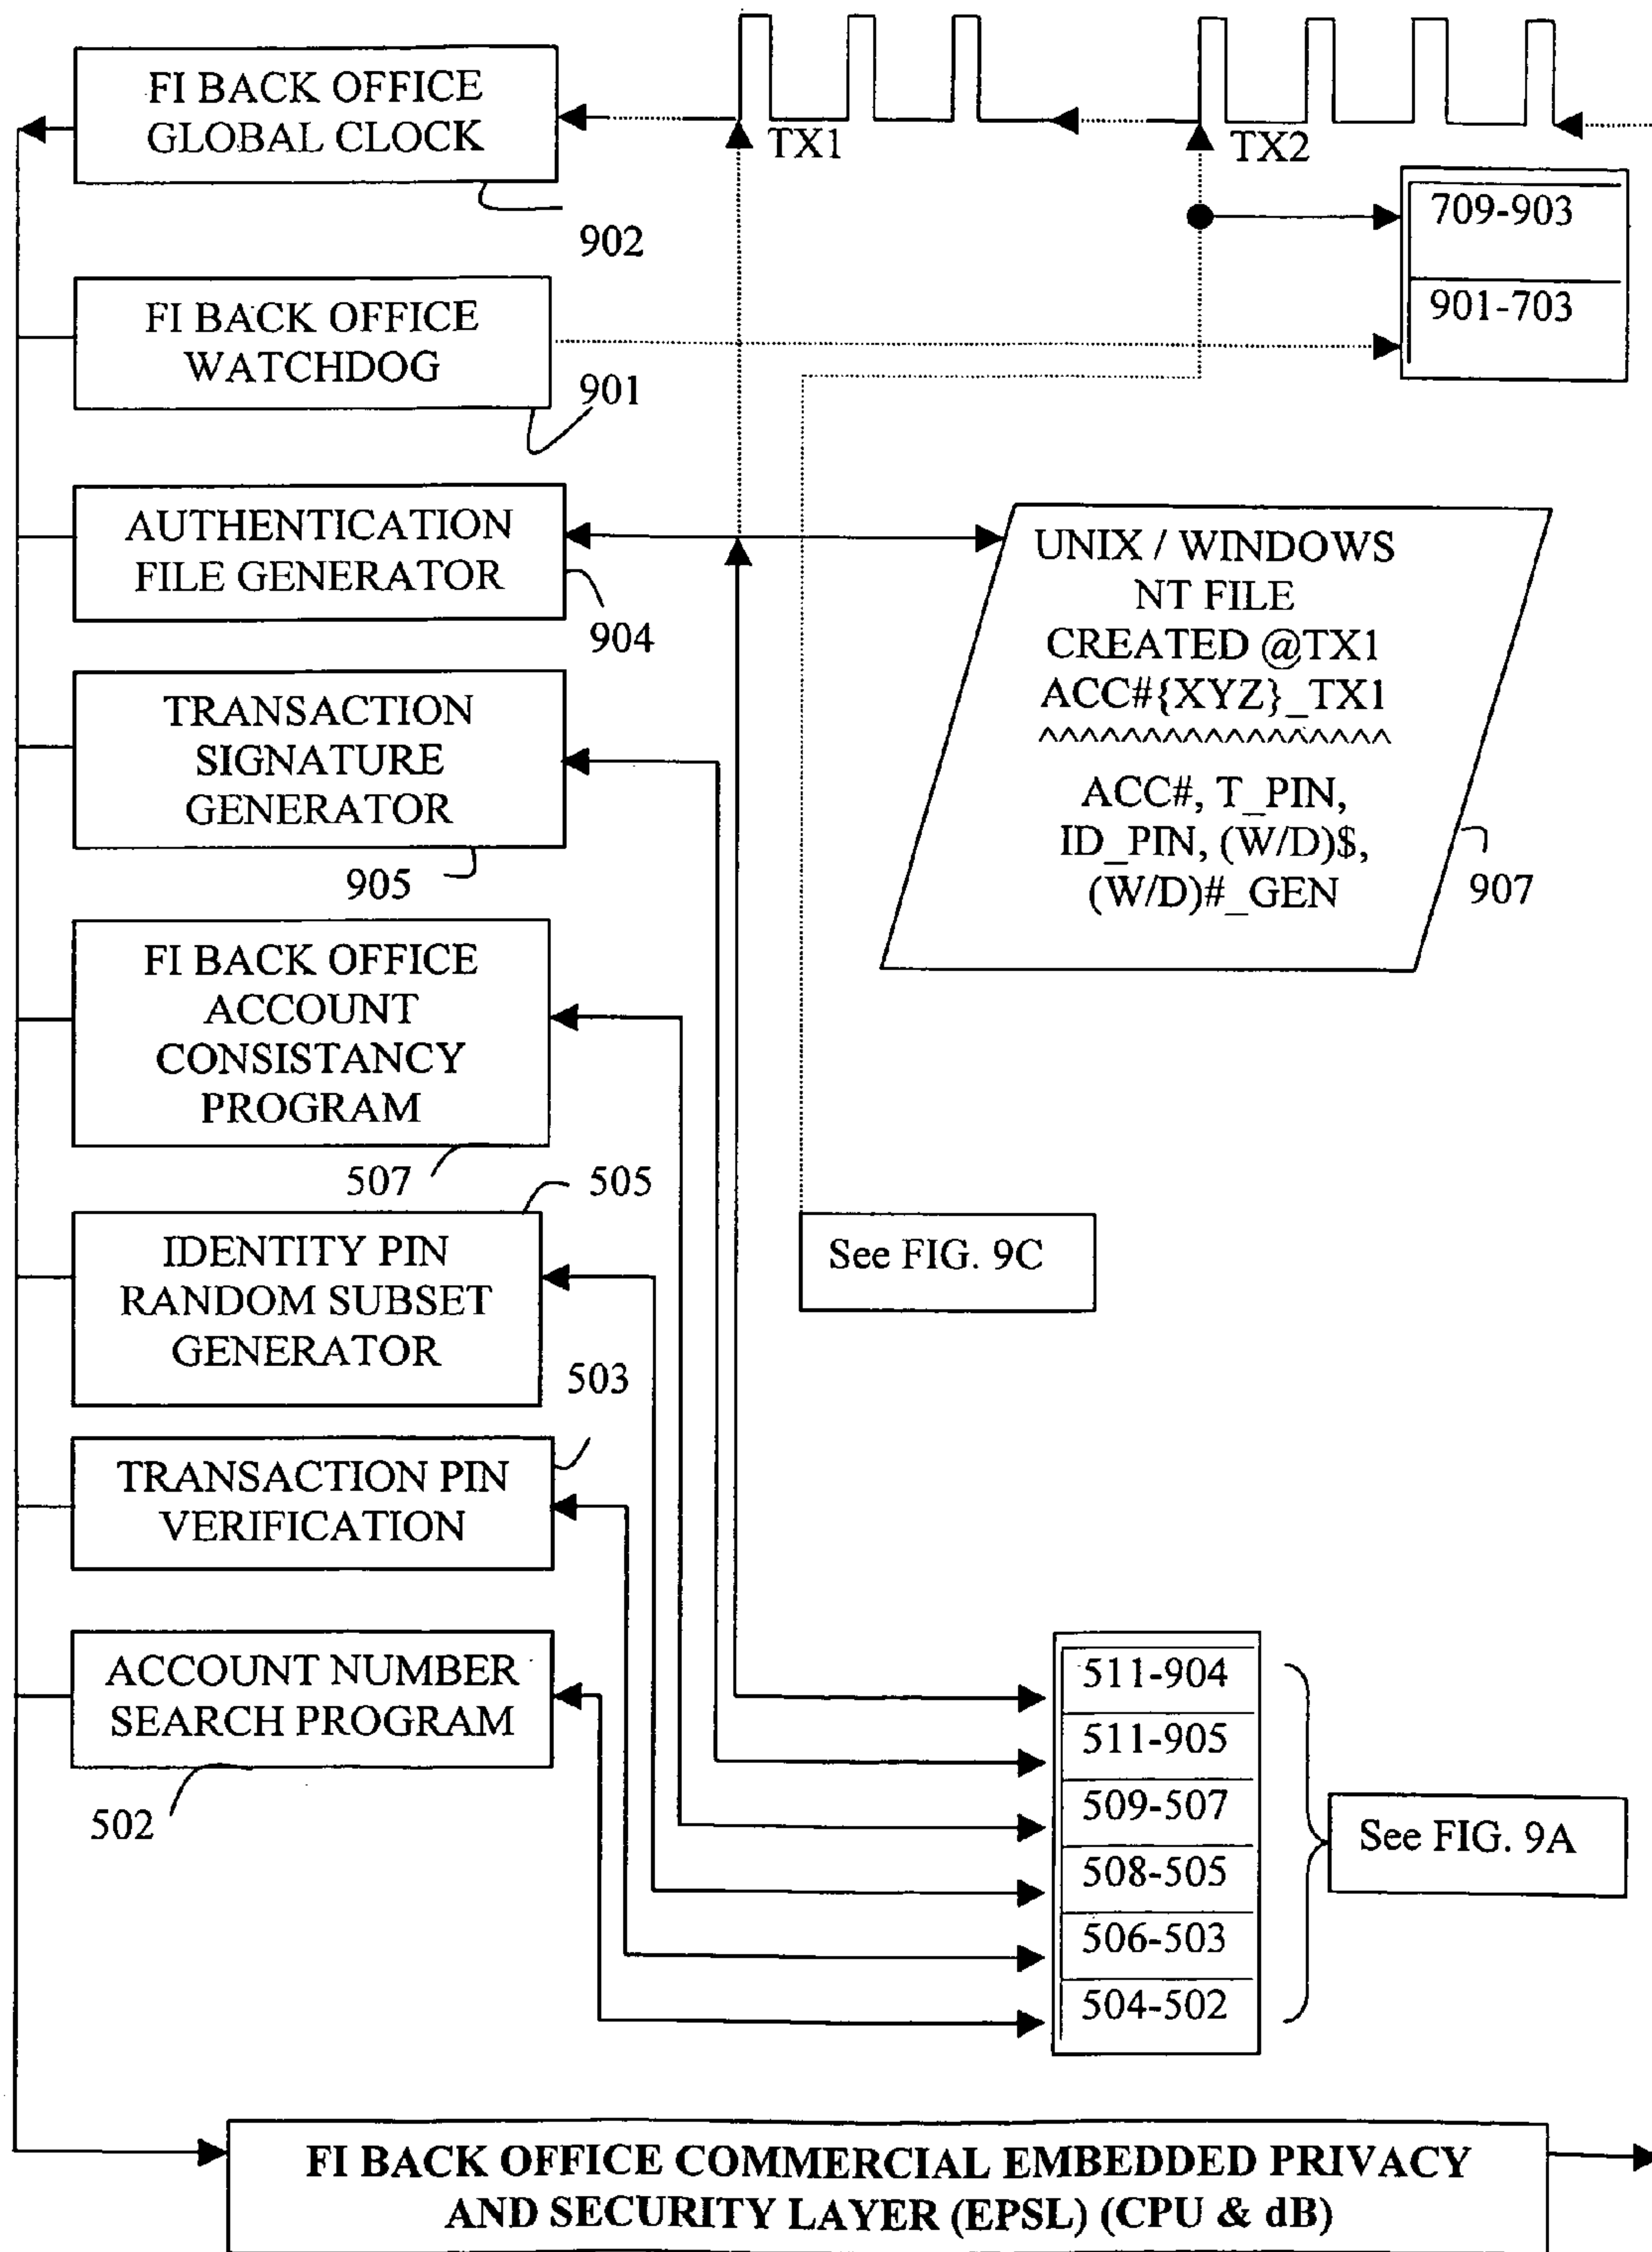 FI BACK OFFICE
GLOBAL CLOCK
TX1
TX2
902
709-903
901-703
FI BACK OFFICE
WATCHDOG
901
AUTHENTICATION
FILE GENERATOR
904
UNIX / WINDOWS
NT FILE
CREATED @TX1
ACC#{XYZ}_TX1
^^^^^^^^^^^^^^^^^
ACC#, T_PIN,
ID_PIN, (W/D)$,
(W/D)#_GEN
907
TRANSACTION
SIGNATURE
GENERATOR
905
FI BACK OFFICE
ACCOUNT
CONSISTANCY
PROGRAM
507
505
IDENTITY PIN
RANDOM SUBSET
GENERATOR
See FIG. 9C
503
TRANSACTION PIN
VERIFICATION
ACCOUNT NUMBER
SEARCH PROGRAM
502
511-904
511-905
509-507
508-505
506-503
504-502
See FIG. 9A
FI BACK OFFICE COMMERCIAL EMBEDDED PRIVACY
AND SECURITY LAYER (EPSL) (CPU & dB)